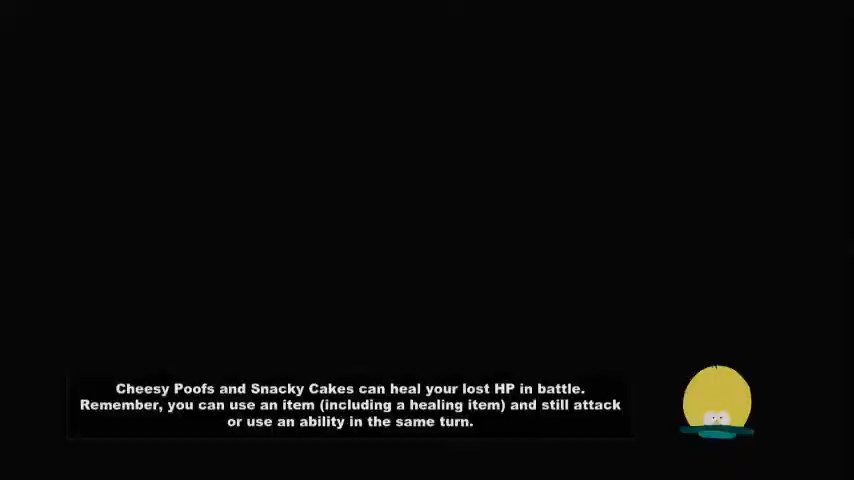 Cheesy Poofs and Snacky Cakes can heal your lost HP in battle.
Remember, you can use an item (including a healing item) and still attack
or use an ability in the same turn.